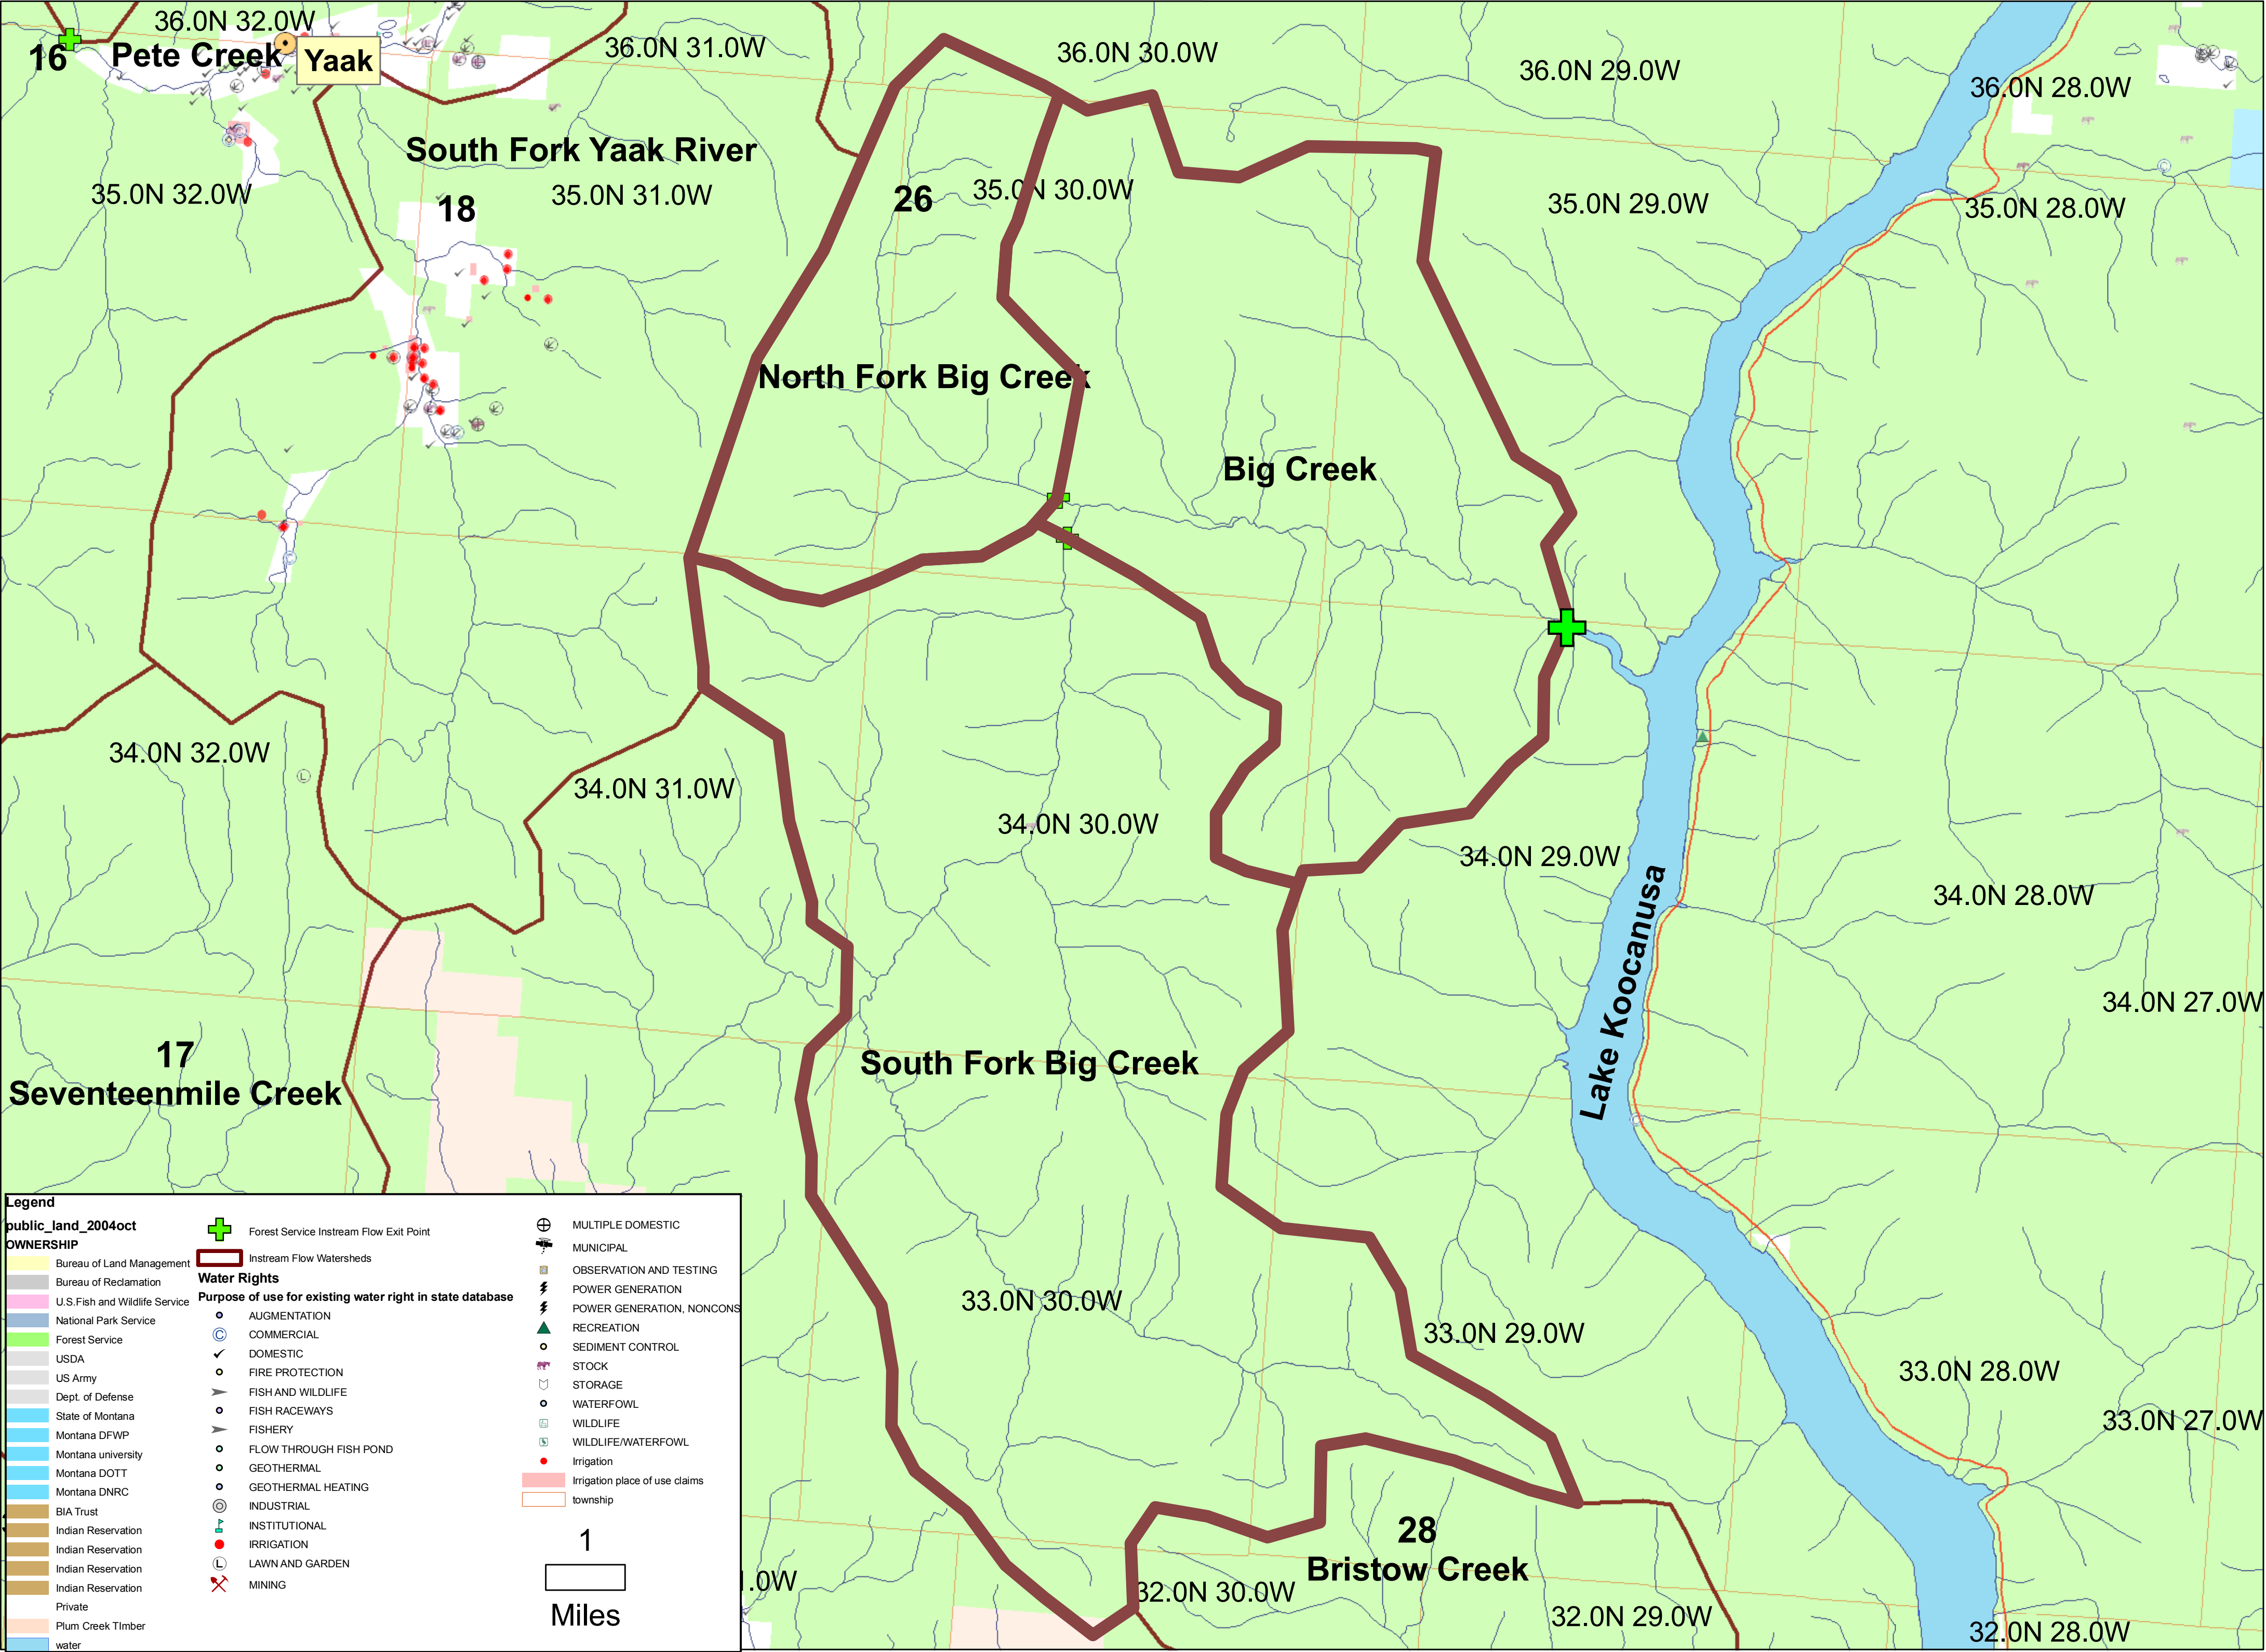 36.0N 32.0W
16
Pete Creek
Yaak
36.0N 31.0W
36.0N 30.0W
36.0N 29.0W
36.0N 28.0W
South Fork Yaak River
35.0N 32.0W
18
35.0N 31.0W
26
35.0N 30.0W
35.0N 29.0W
35.0N 28.0W
North Fork Big Creek
Big Creek
34.0N 32.0W
34.0N 31.0W
34.0N 30.0W
34.0N 29.0W
34.0N 28.0W
Lake Koocanusa
34.0N 27.0W
17
Seventeenmile Creek
South Fork Big Creek
33.0N 30.0W
33.0N 29.0W
33.0N 28.0W
33.0N 27.0W
28
Bristow Creek
1.0W
32.0N 30.0W
32.0N 29.0W
32.0N 28.0W
Legend
public_land_2004oct
OWNERSHIP
Bureau of Land Management
Bureau of Reclamation
U.S.Fish and Wildlife Service
National Park Service
Forest Service
USDA
US Army
Dept. of Defense
State of Montana
Montana DFWP
Montana university
Montana DOTT
Montana DNRC
BIA Trust
Indian Reservation
Indian Reservation
Indian Reservation
Indian Reservation
Private
Plum Creek TImber
water
Forest Service Instream Flow Exit Point
Instream Flow Watersheds
Water Rights
Purpose of use for existing water right in state database
AUGMENTATION
COMMERCIAL
DOMESTIC
FIRE PROTECTION
FISH AND WILDLIFE
FISH RACEWAYS
FISHERY
FLOW THROUGH FISH POND
GEOTHERMAL
GEOTHERMAL HEATING
INDUSTRIAL
INSTITUTIONAL
IRRIGATION
LAWN AND GARDEN
MINING
MULTIPLE DOMESTIC
MUNICIPAL
OBSERVATION AND TESTING
POWER GENERATION
POWER GENERATION, NONCONS
RECREATION
SEDIMENT CONTROL
STOCK
STORAGE
WATERFOWL
WILDLIFE
WILDLIFE/WATERFOWL
Irrigation
Irrigation place of use claims
township
1
Miles